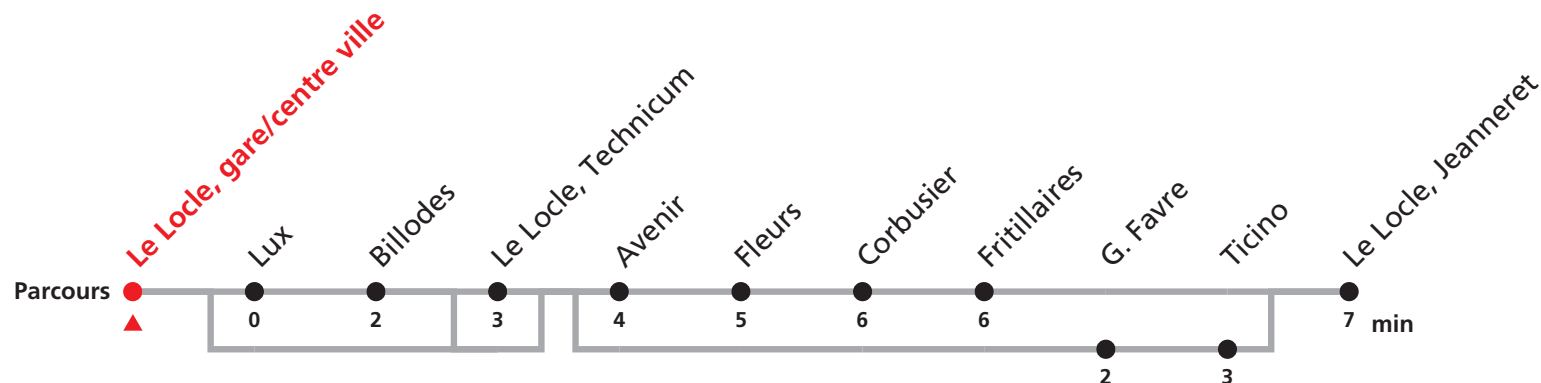 Le Locle, gare/centre ville
Lux
Billodes
Le Locle, Technicum
Avenir
Fleurs
Corbusier
Fritillaires
G. Favre
Ticino
Le Locle, Jeanneret
Parcours
0 2 3 4 5 6 6 7 min
2 3